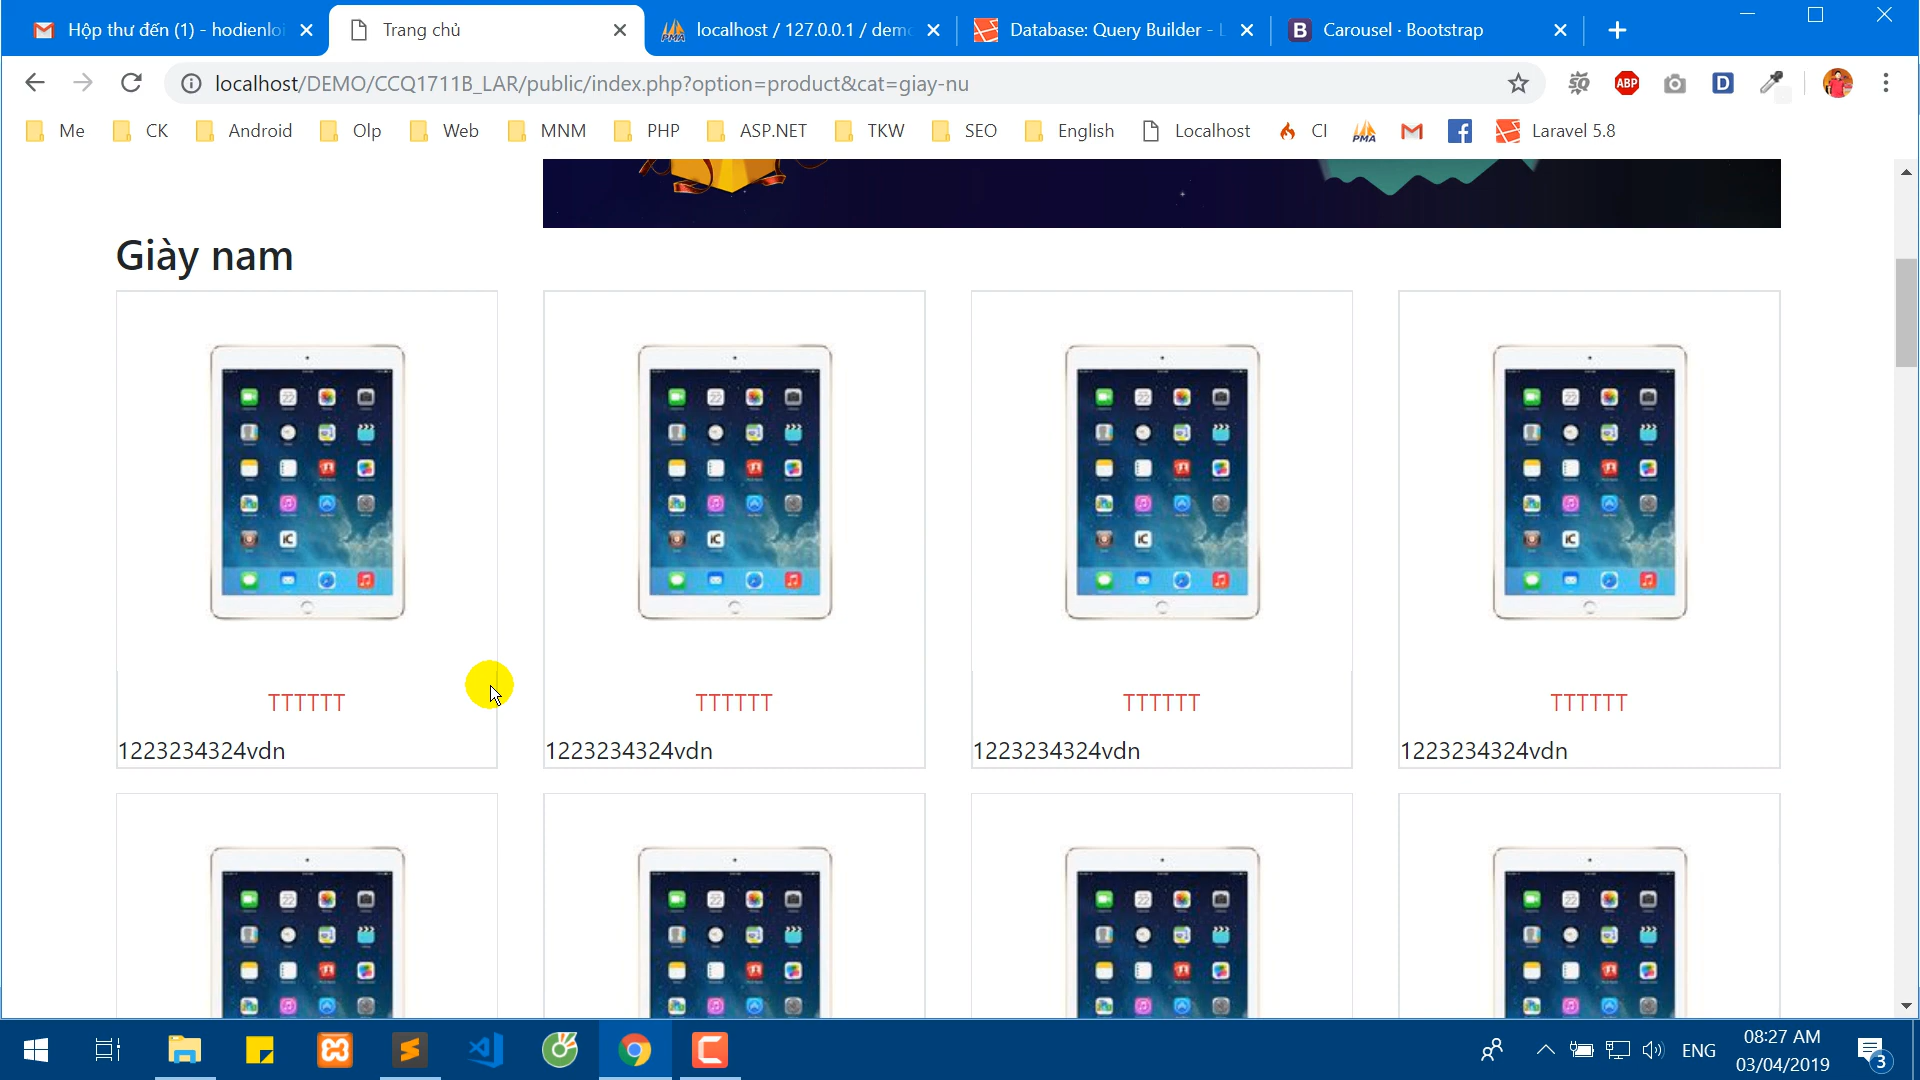 Hộp thư đến (1) - hodienloi
Trang chủ
localhost / 127.0.0.1 / demo
Database: Query Builder - L
Carousel · Bootstrap
localhost/DEMO/CCQ1711B_LAR/public/index.php?option=product&cat=giay-nu
ABP
D
Me
CK
Android
Olp
Web
MNM
PHP
ASP.NET
TKW
SEO
English
Localhost
CI
PMA
Laravel 5.8
Giày nam
TTTTTT
TTTTTT
TTTTTT
TTTTTT
1223234324vdn
1223234324vdn
1223234324vdn
1223234324vdn
ENG
08:27 AM
03/04/2019
3